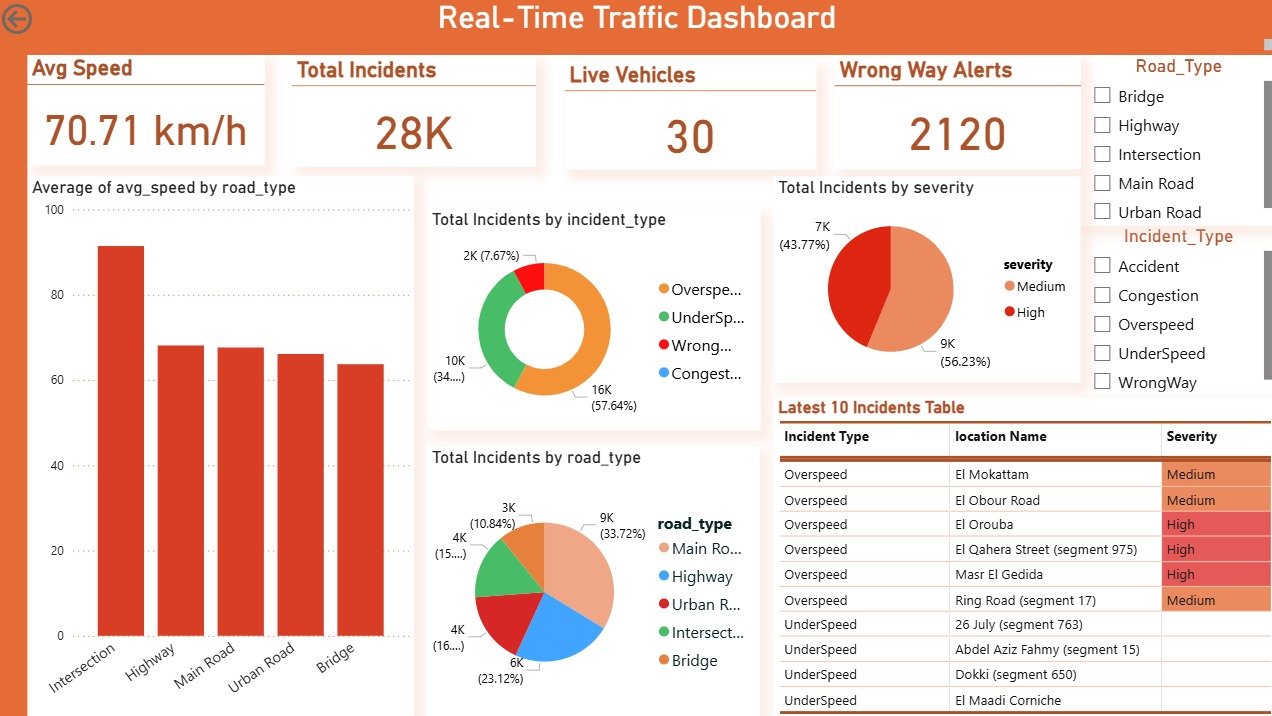 Real-Time Traffic Dashboard
Avg Speed
70.71 km/h
Total Incidents
28K
Live Vehicles
30
Wrong Way Alerts
2120
Road_Type
Bridge
Highway
Intersection
Main Road
Urban Road
Incident_Type
Accident
Congestion
Overspeed
UnderSpeed
WrongWay
Average of avg_speed by road_type
100
80
60
40
20
0
Intersection
Highway
Main Road
Urban Road
Bridge
Total Incidents by incident_type
2K (7.67%)
10K
(34....)
16K
(57.64%)
Overspe...
UnderSp...
Wrong...
Congest...
Total Incidents by road_type
3K
(10.84%)
4K
(15....)
4K
(16....)
6K
(23.12%)
9K
(33.72%)
road_type
Main Ro...
Highway
Urban R...
Intersect...
Bridge
Total Incidents by severity
7K
(43.77%)
9K
(56.23%)
severity
Medium
High
Latest 10 Incidents Table
Incident Type location Name Severity
Overspeed El Mokattam Medium
Overspeed El Obour Road Medium
Overspeed El Orouba High
Overspeed El Qahera Street (segment 975) High
Overspeed Masr El Gedida High
Overspeed Ring Road (segment 17) Medium
UnderSpeed 26 July (segment 763)
UnderSpeed Abdel Aziz Fahmy (segment 15)
UnderSpeed Dokki (segment 650)
UnderSpeed El Maadi Corniche